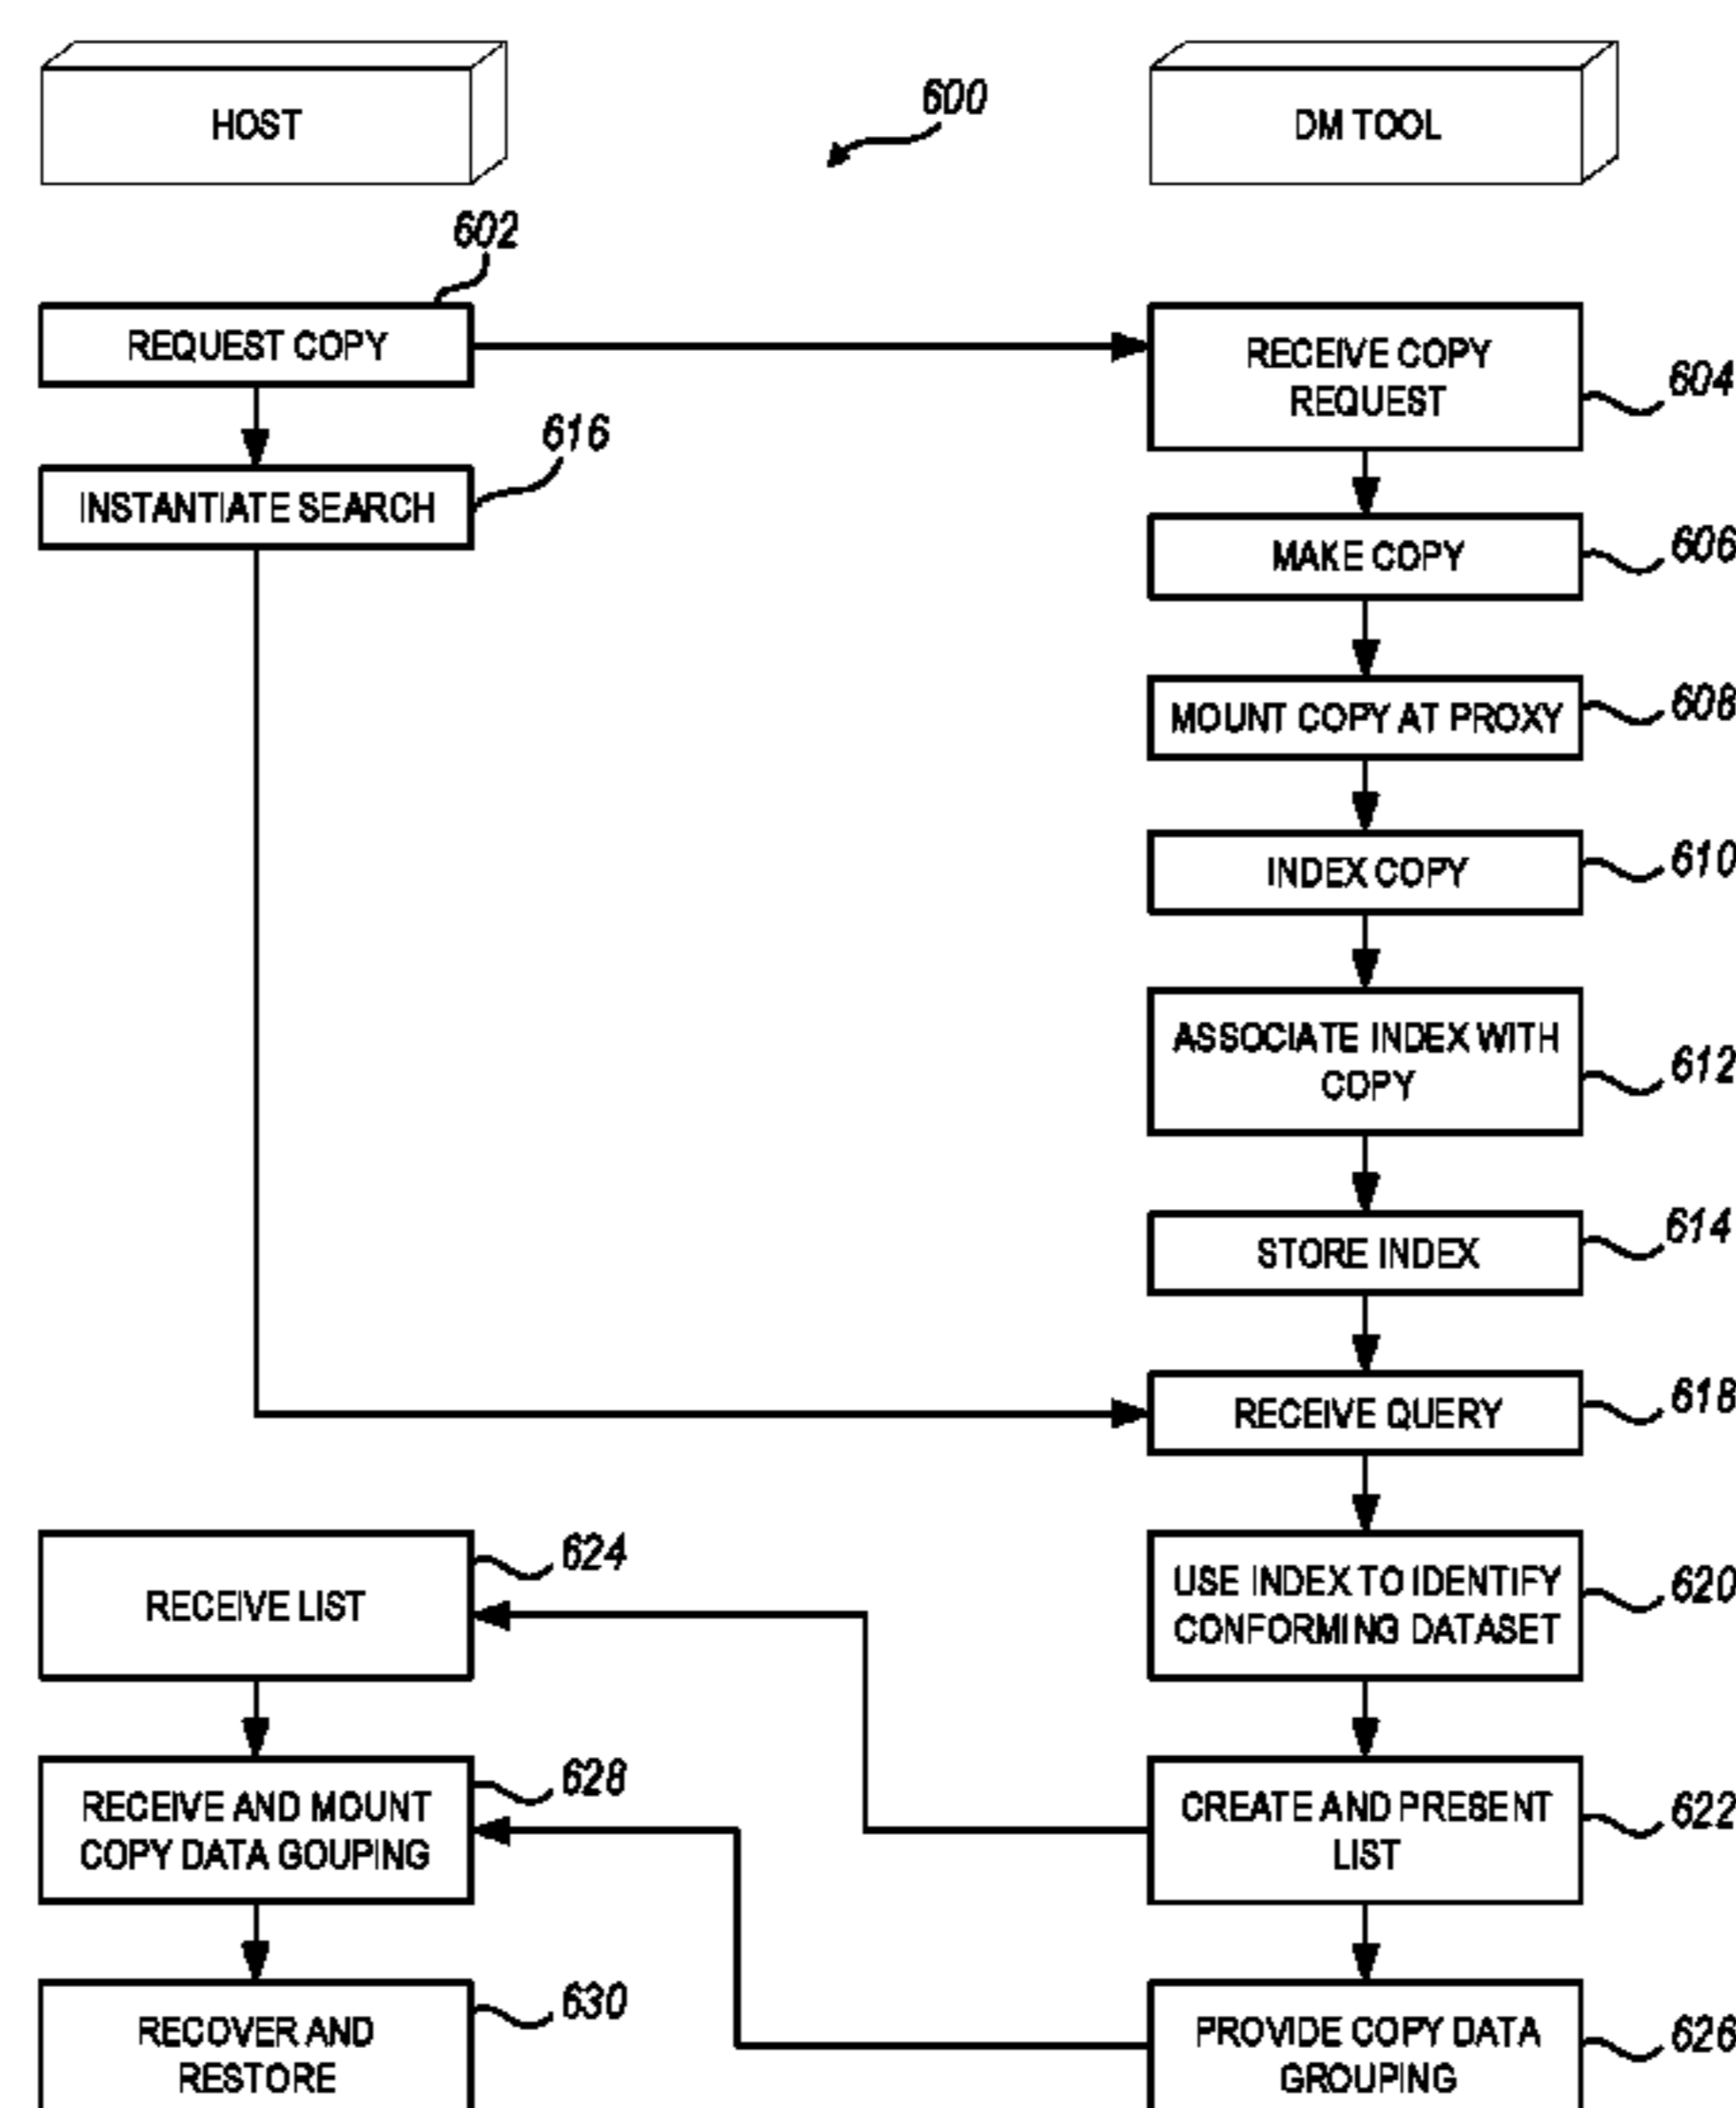 HOST
600
DM TOOL
602
REQUEST COPY
RECEIVE COPY
REQUEST
604
616
INSTANTIATE SEARCH
MAKE COPY
606
MOUNT COPY AT PROXY
608
INDEX COPY
610
ASSOCIATE INDEX WITH
COPY
612
STORE INDEX
614
RECEIVE QUERY
618
RECEIVE LIST
624
USE INDEX TO IDENTIFY
CONFORMING DATASET
620
RECEIVE AND MOUNT
COPY DATA GOUPING
628
CREATE AND PRESENT
LIST
622
RECOVER AND
RESTORE
630
PROVIDE COPY DATA
GROUPING
626